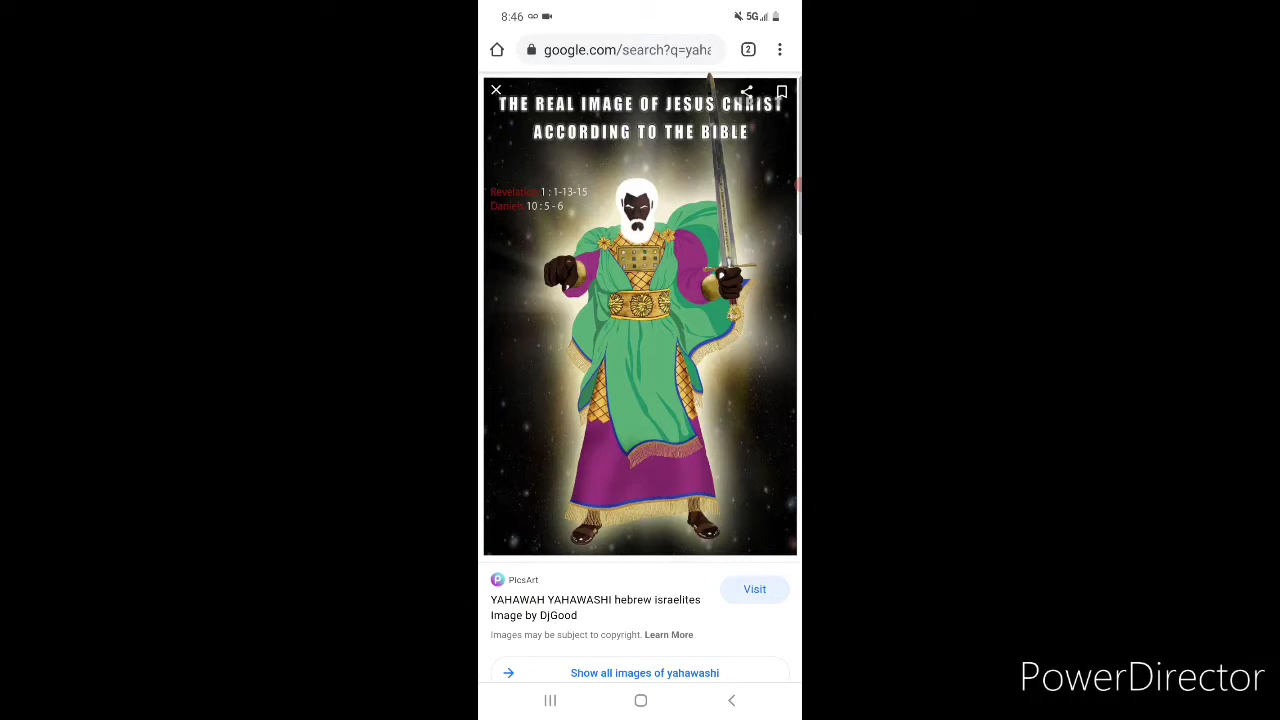 8:46
5G
google.com/search?q=yaha
2
THE REAL IMAGE OF JESUS CHRIST
ACCORDING TO THE BIBLE
Revelation 1 : 1-13-15
Daniels 10 : 5 - 6
P PicsArt
Visit
YAHAWAH YAHAWASHI hebrew israelites
Image by DjGood
Images may be subject to copyright. Learn More
Show all images of yahawashi
PowerDirector